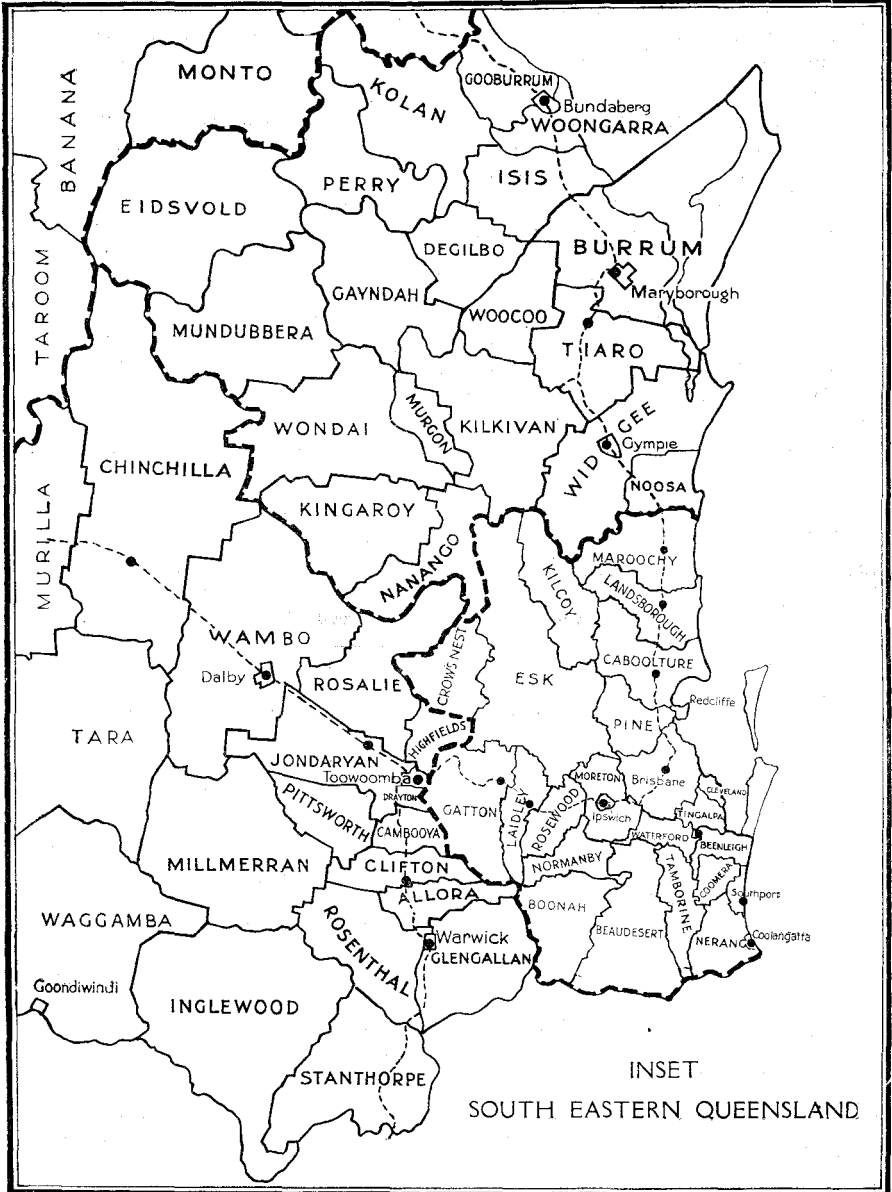 MONTO
BANANA
KOLAN
GOOBURRUM
Bundaberg
WOONGARRA
PERRY
ISIS
EIDSVOLD
DEGILBO
BURRUM
TAROOM
GAYNDAH
Maryborough
MUNDUBBERA
WOOCOO
TIARO
WONDAI
MURGON
KILKIVAN
WIDGEE
Gympie
CHINCHILLA
NOOSA
MURILLA
KINGAROY
NANANGO
MAROOCHY
KILCOY
LANDSBOROUGH
WAMBO
CROWS NEST
CABOOLTURE
Dalby
ROSALIE
ESK
Redcliffe
TARA
HIGHFIELDS
PINE
JONDARYAN
Toowoomba
MORETON
Brisbane
CLEVELAND
DRAYTON
PITTSWORTH
GATTON
LAIDLEY
ROSEWOOD
Ipswich
TINGALPA
CAMBOOYA
WATERFORD
BEENLEIGH
MILLMERRAN
CLIFTON
NORMANBY
TAMBORINE
COOMERA
ALLORA
Southport
WAGGAMBA
ROSENTHAL
BOONAH
BEAUDESERT
NERANG
Coolangatta
Warwick
GLENGALLAN
Goondiwindi
INGLEWOOD
STANTHORPE
INSET
SOUTH EASTERN QUEENSLAND